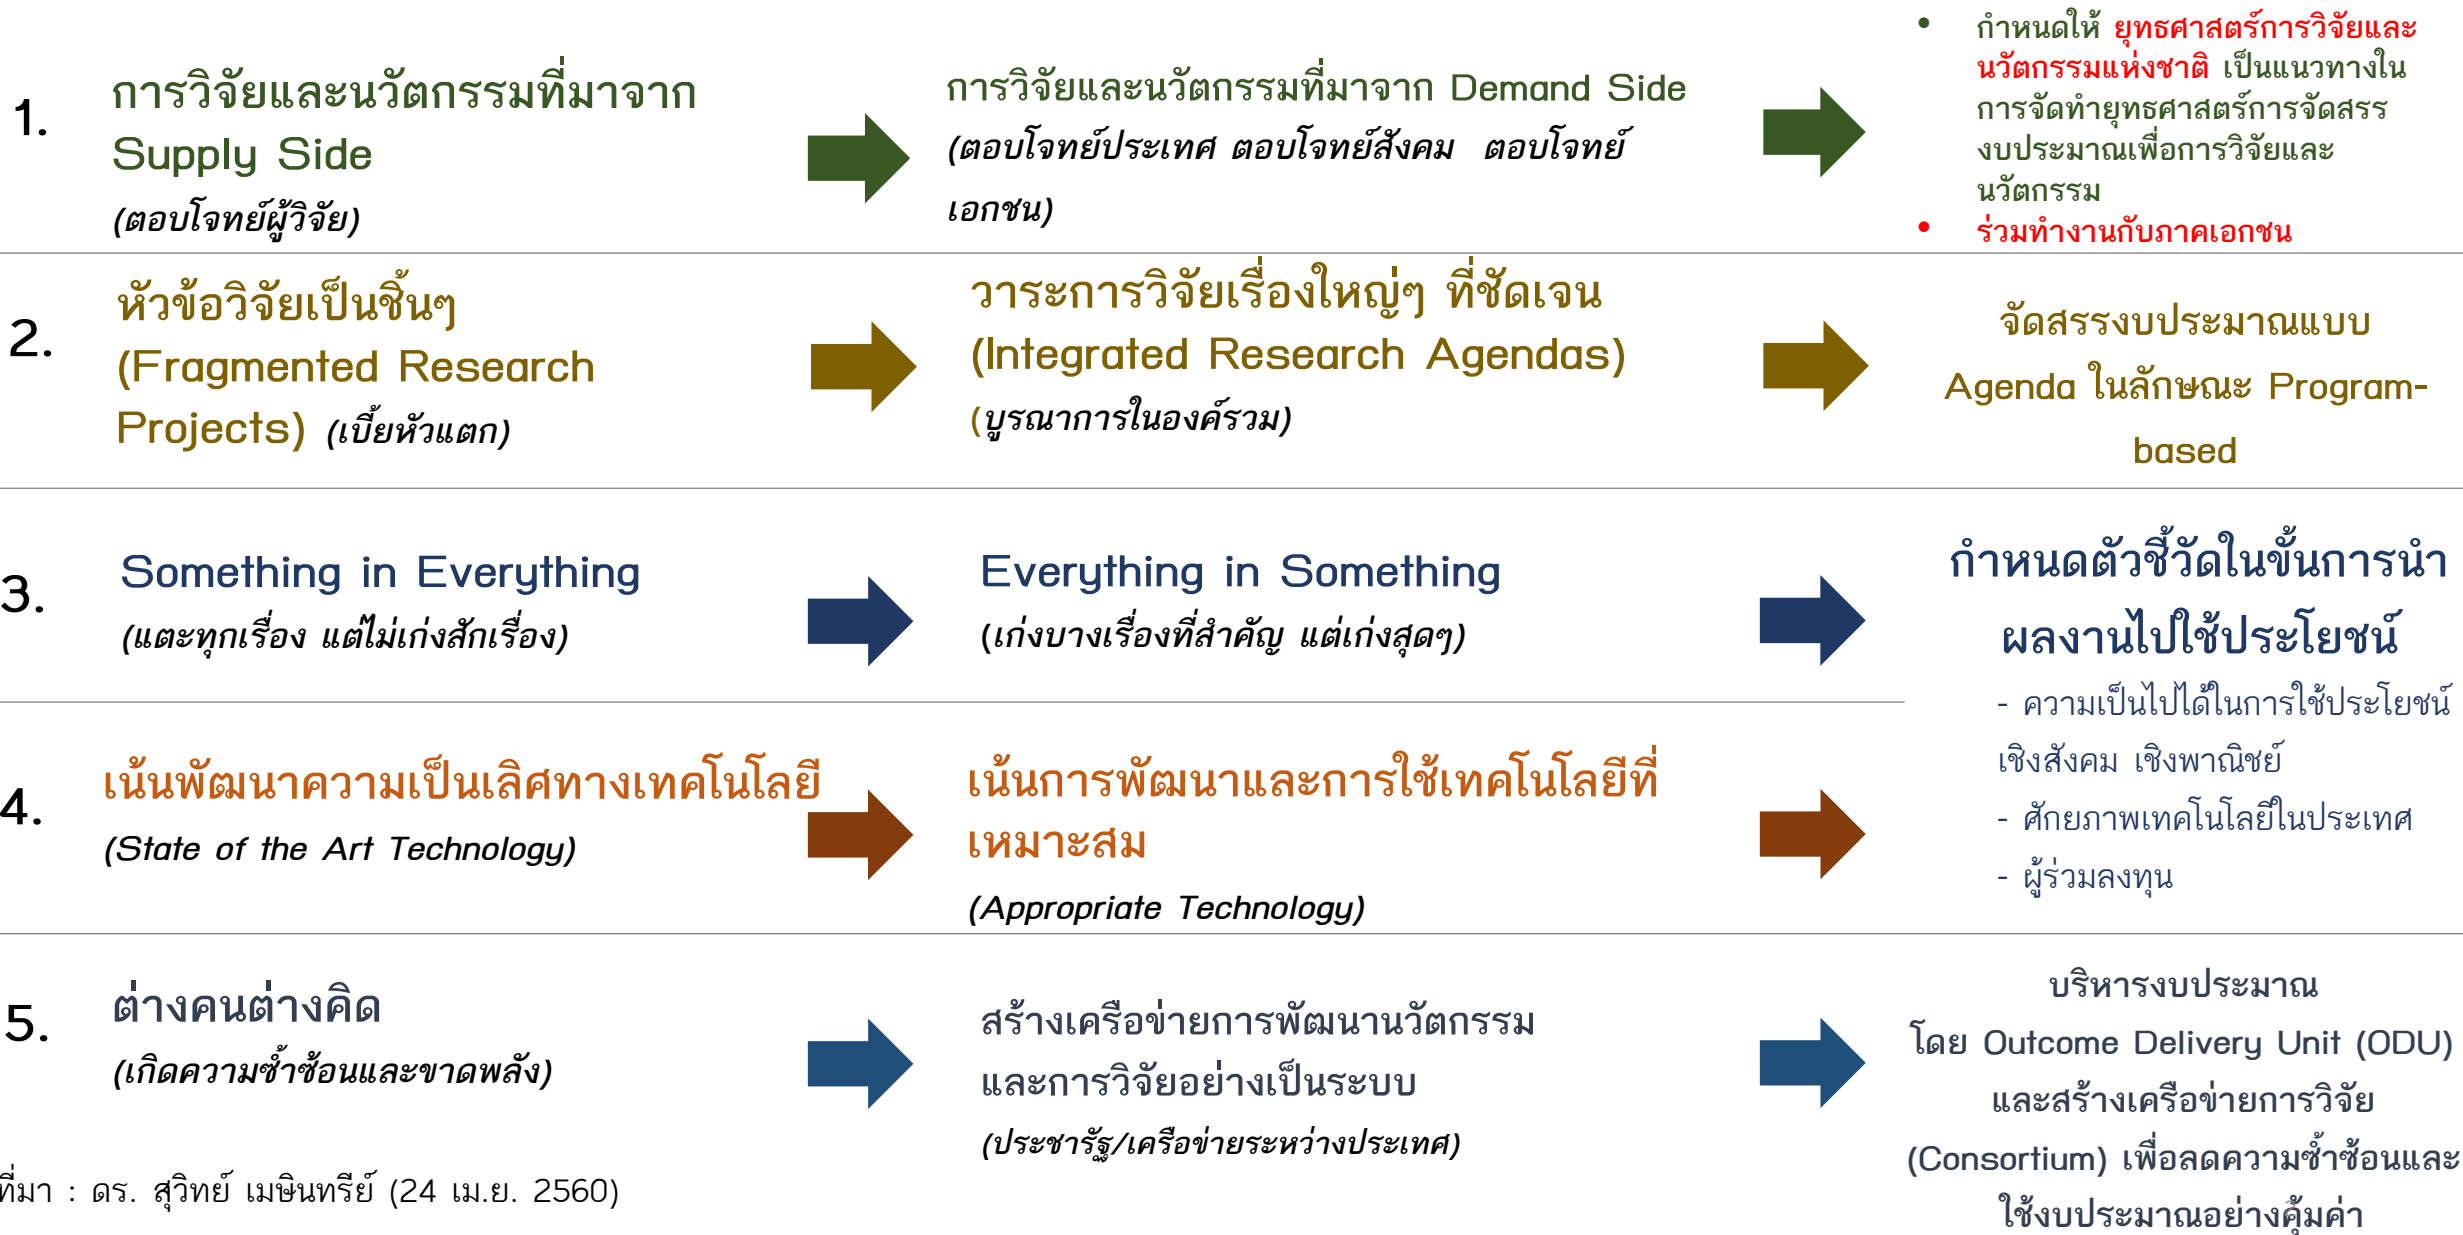 1.
การวิจัยและนวัตกรรมที่มาจาก
Supply Side
(ตอบโจทย์ผู้วิจัย)
การวิจัยและนวัตกรรมที่มาจาก Demand Side
(ตอบโจทย์ประเทศ ตอบโจทย์สังคม ตอบโจทย์
เอกชน)
• กำหนดให้ ยุทธศาสตร์การวิจัยและ
นวัตกรรมแห่งชาติ เป็นแนวทางใน
การจัดทำยุทธศาสตร์การจัดสรร
งบประมาณเพื่อการวิจัยและ
นวัตกรรม
• ร่วมทำงานกับภาคเอกชน
2.
หัวข้อวิจัยเป็นชิ้นๆ
(Fragmented Research
Projects) (เบี้ยหัวแตก)
วาระการวิจัยเรื่องใหญ่ๆ ที่ชัดเจน
(Integrated Research Agendas)
(บูรณาการในองค์รวม)
จัดสรรงบประมาณแบบ
Agenda ในลักษณะ Program-
based
3.
Something in Everything
(แตะทุกเรื่อง แต่ไม่เก่งสักเรื่อง)
Everything in Something
(เก่งบางเรื่องที่สำคัญ แต่เก่งสุดๆ)
กำหนดตัวชี้วัดในขั้นการนำ
ผลงานไปใช้ประโยชน์
- ความเป็นไปได้ในการใช้ประโยชน์
เชิงสังคม เชิงพาณิชย์
- ศักยภาพเทคโนโลยีในประเทศ
- ผู้ร่วมลงทุน
4.
เน้นพัฒนาความเป็นเลิศทางเทคโนโลยี
(State of the Art Technology)
เน้นการพัฒนาและการใช้เทคโนโลยีที่
เหมาะสม
(Appropriate Technology)
5.
ต่างคนต่างคิด
(เกิดความซ้ำซ้อนและขาดพลัง)
สร้างเครือข่ายการพัฒนานวัตกรรม
และการวิจัยอย่างเป็นระบบ
(ประชารัฐ/เครือข่ายระหว่างประเทศ)
บริหารงบประมาณ
โดย Outcome Delivery Unit (ODU)
และสร้างเครือข่ายการวิจัย
(Consortium) เพื่อลดความซ้ำซ้อนและ
ใช้งบประมาณอย่างคุ้มค่า
ที่มา : ดร. สุวิทย์ เมษินทรีย์ (24 เม.ย. 2560)